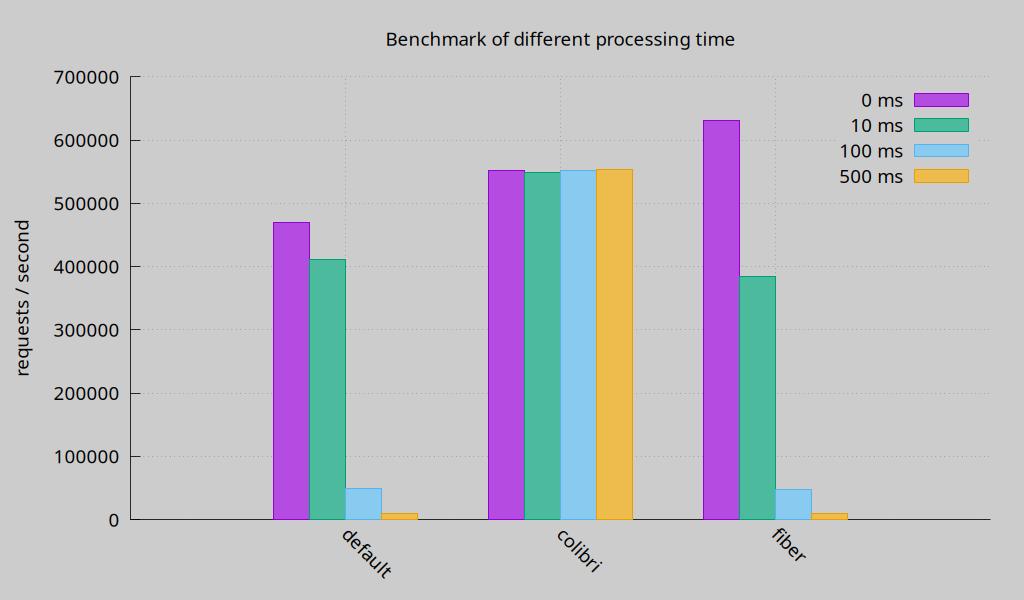 Benchmark of different processing time
700000
600000
500000
400000
300000
200000
100000
0
requests / second
0 ms
10 ms
100 ms
500 ms
default
colibri
fiber